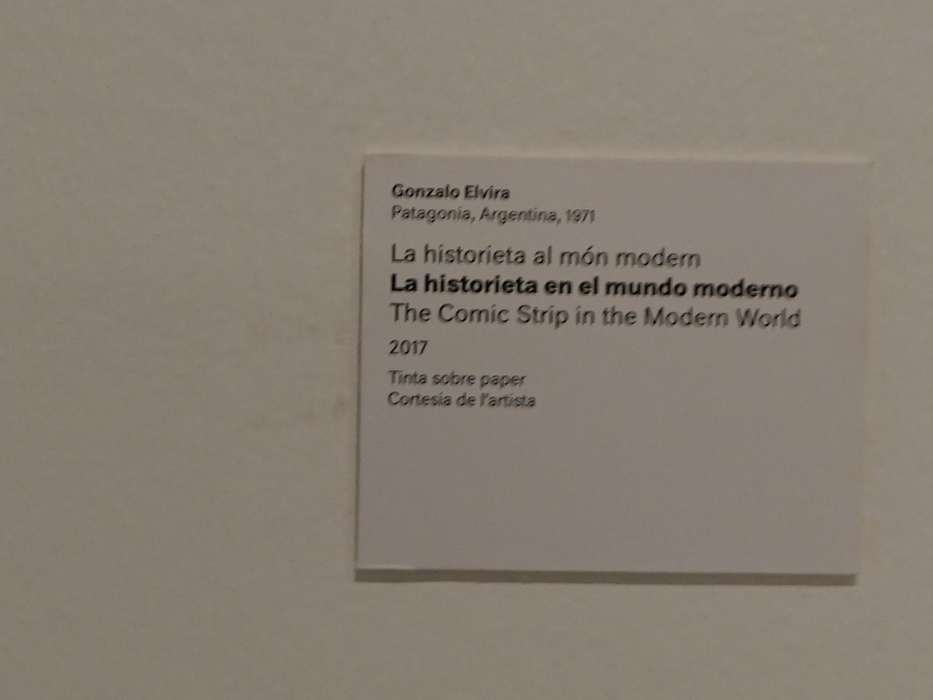 Gonzalo Elvira
Patagonia, Argentina, 1971
La historieta al món modern
La historieta en el mundo moderno
The Comic Strip in the Modern World
2017
Tinta sobre paper
Cortesia de l'artista